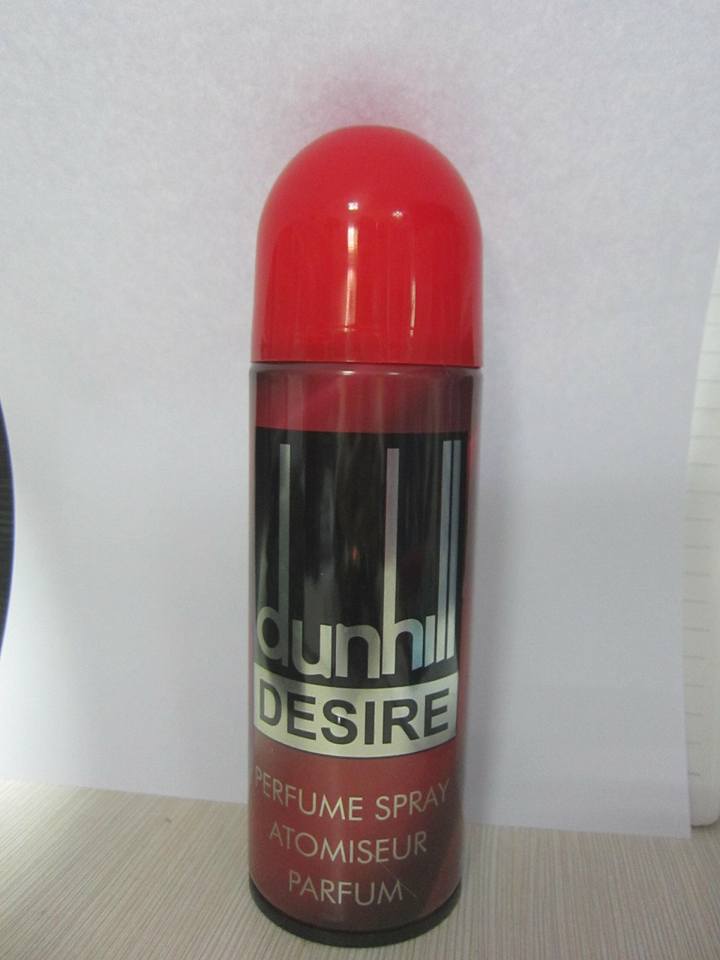 dunhill
DESIRE
PERFUME SPRAY
ATOMISEUR
PARFUM